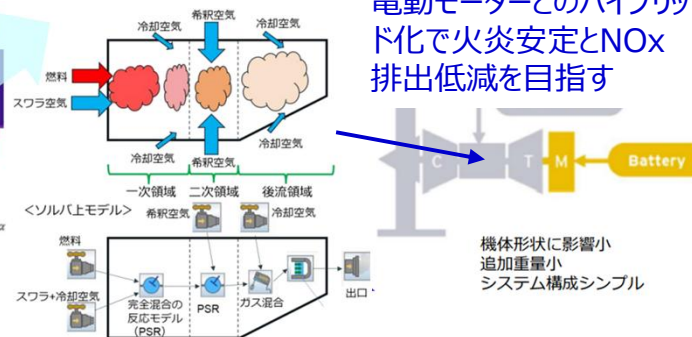 電動モーターとのハイブリッ
ド化で火炎安定とNOx
排出低減を目指す
希釈空気
冷却空気
冷却空気
燃料
スワラ空気
冷却空気
希釈空気
冷却空気
一次領域
二次領域
後流領域
<ソルバ上モデル>
希釈空気
冷却空気
燃料
スワラ+冷却空気
完全混合の
反応モデル
(PSR)
PSR
ガス混合
出口
C
T
M
Battery
機体形状に影響小
追加重量小
システム構成シンプル